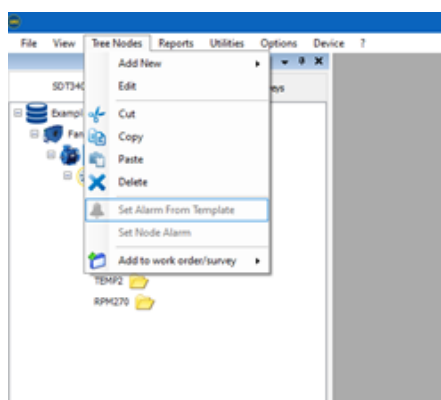 File View Tree Nodes Reports Utilities Options Device ?
Add New
Edit
Cut
Copy
Paste
Delete
Set Alarm From Template
Set Node Alarm
Add to work order/survey
TEMP2
RPM270